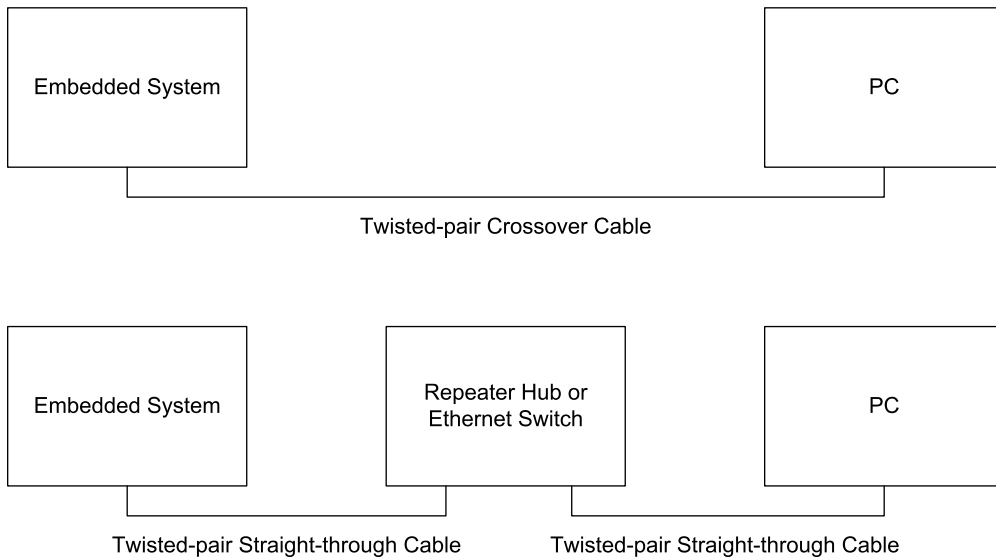 Embedded System
PC
Twisted-pair Crossover Cable
Embedded System
Repeater Hub or
Ethernet Switch
PC
Twisted-pair Straight-through Cable
Twisted-pair Straight-through Cable